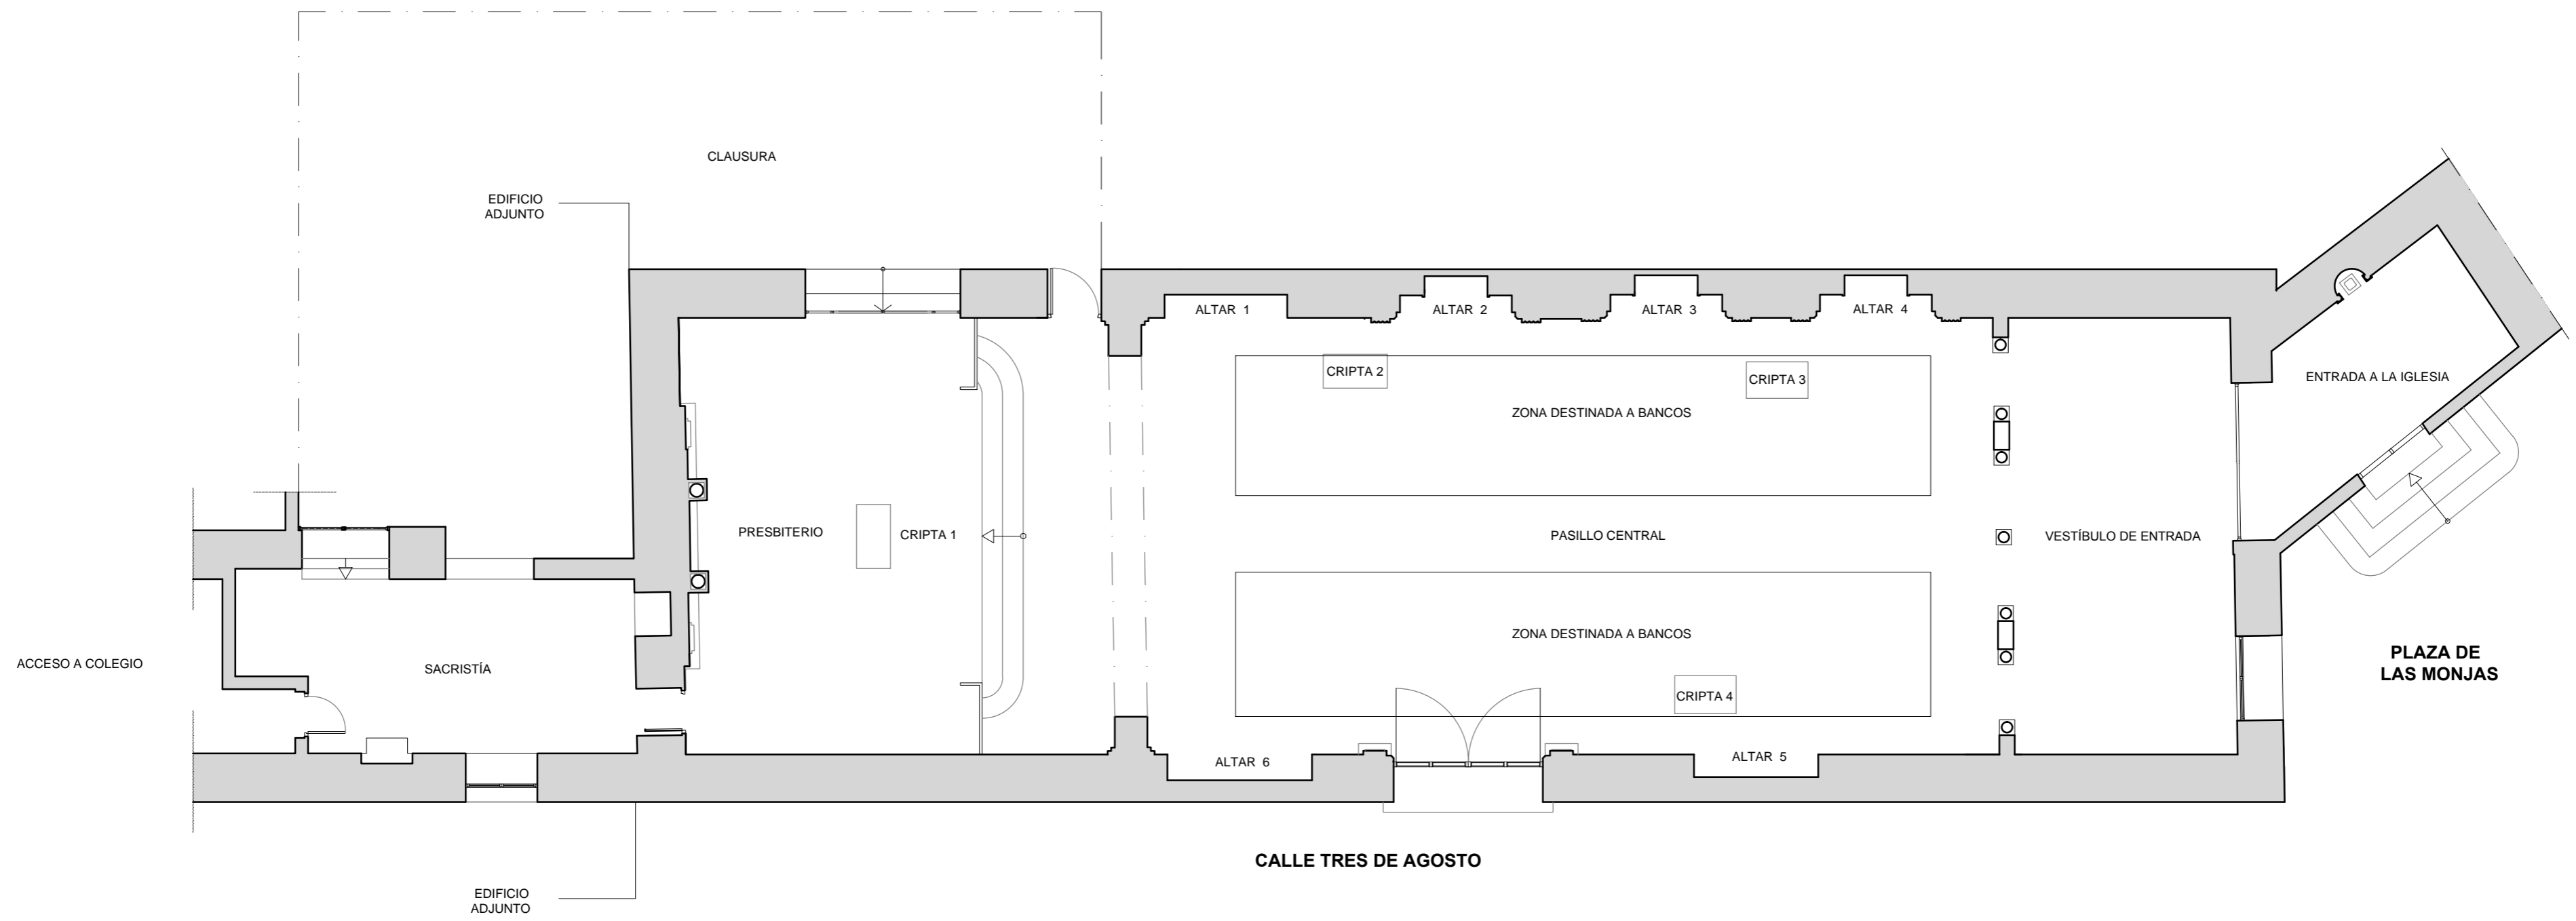 CLAUSURA
EDIFICIO
ADJUNTO
ALTAR 1
ALTAR 2
ALTAR 3
ALTAR 4
CRIPTA 2
CRIPTA 3
ENTRADA A LA IGLESIA
ZONA DESTINADA A BANCOS
PRESBITERIO
CRIPTA 1
PASILLO CENTRAL
VESTÍBULO DE ENTRADA
ZONA DESTINADA A BANCOS
ACCESO A COLEGIO
SACRISTÍA
PLAZA DE
LAS MONJAS
CRIPTA 4
ALTAR 6
ALTAR 5
CALLE TRES DE AGOSTO
EDIFICIO
ADJUNTO